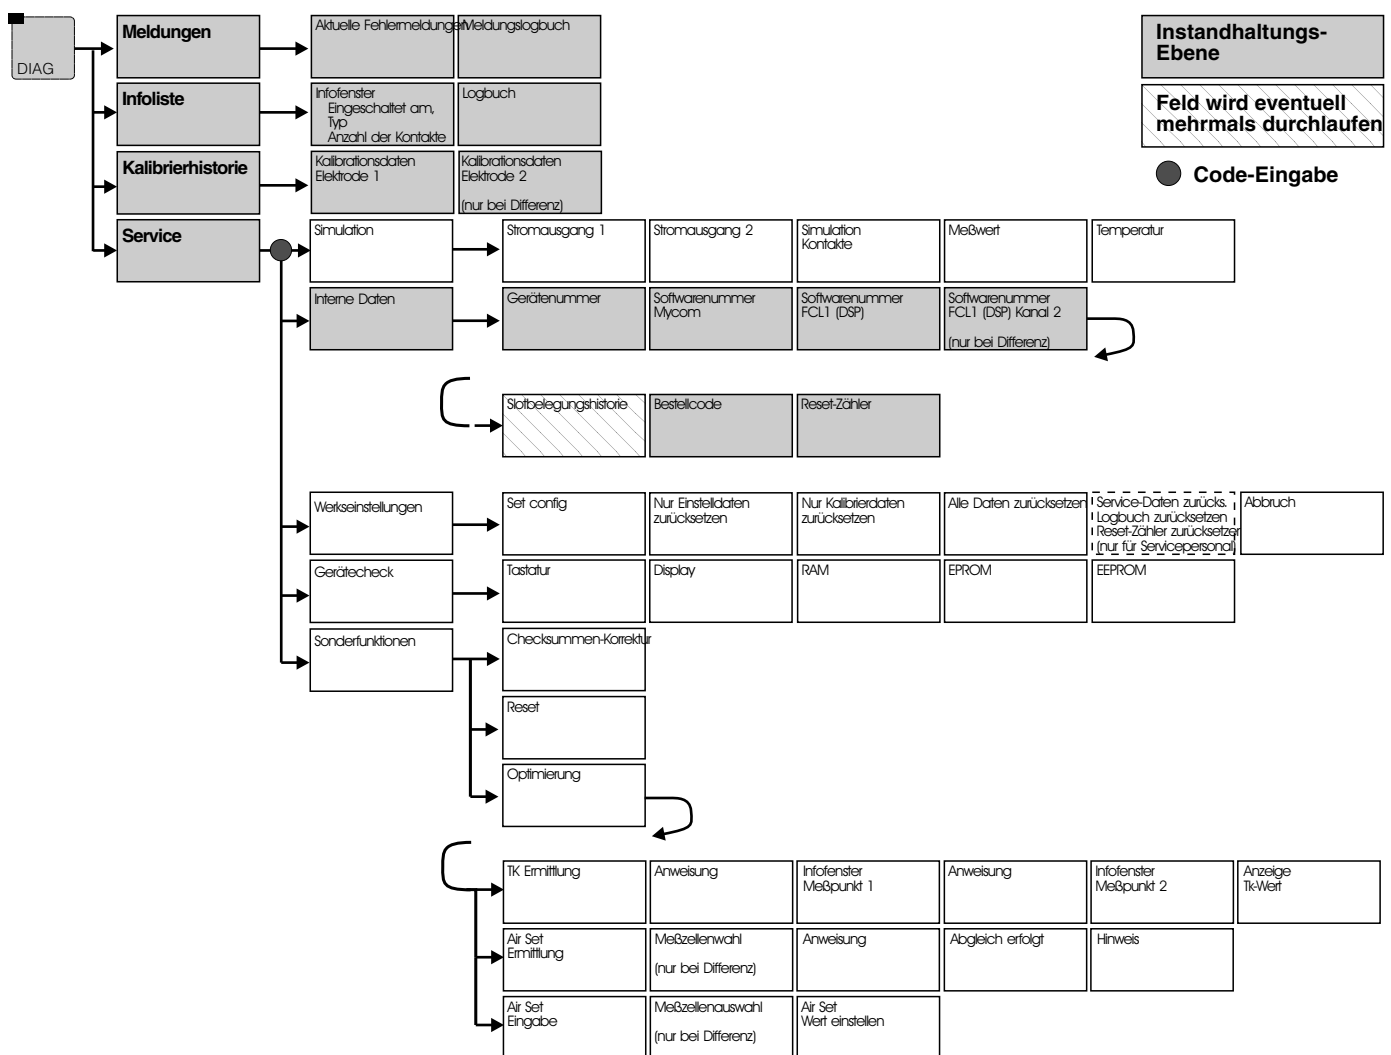 DIAG
Meldungen
Aktuelle Fehlermeldungen
Meldungslogbuch
Instandhaltungs-
Ebene
Infoliste
Infofenster
Eingeschaltet am,
Typ
Anzahl der Kontakte
Logbuch
Feld wird eventuell
mehrmals durchlaufen
Kalibrierhistorie
Kalibrationsdaten
Elektrode 1
Kalibrationsdaten
Elektrode 2
(nur bei Differenz)
Code-Eingabe
Service
Simulation
Stromausgang 1
Stromausgang 2
Simulation
Kontakte
Meßwert
Temperatur
Interne Daten
Gerätenummer
Softwarenummer
Mycom
Softwarenummer
FCL1 (DSP)
Softwarenummer
FCL1 (DSP) Kanal 2
(nur bei Differenz)
Slotbelegungshistorie
Bestellcode
Reset-Zähler
Werkseinstellungen
Set config
Nur Einstelldaten
zurücksetzen
Nur Kalibrierdaten
zurücksetzen
Alle Daten zurücksetzen
Service-Daten zurücks.
Logbuch zurücksetzen
Reset-Zähler zurücksetzen
(nur für Servicepersonal)
Abbruch
Gerätecheck
Tastatur
Display
RAM
EPROM
EEPROM
Sonderfunktionen
Checksummen-Korrektur
Reset
Optimierung
TK Ermittlung
Anweisung
Infofenster
Meßpunkt 1
Anweisung
Infofenster
Meßpunkt 2
Anzeige
Tk-Wert
Air Set
Ermittlung
Meßzellenwahl
(nur bei Differenz)
Anweisung
Abgleich erfolgt
Hinweis
Air Set
Eingabe
Meßzellenauswahl
(nur bei Differenz)
Air Set
Wert einstellen